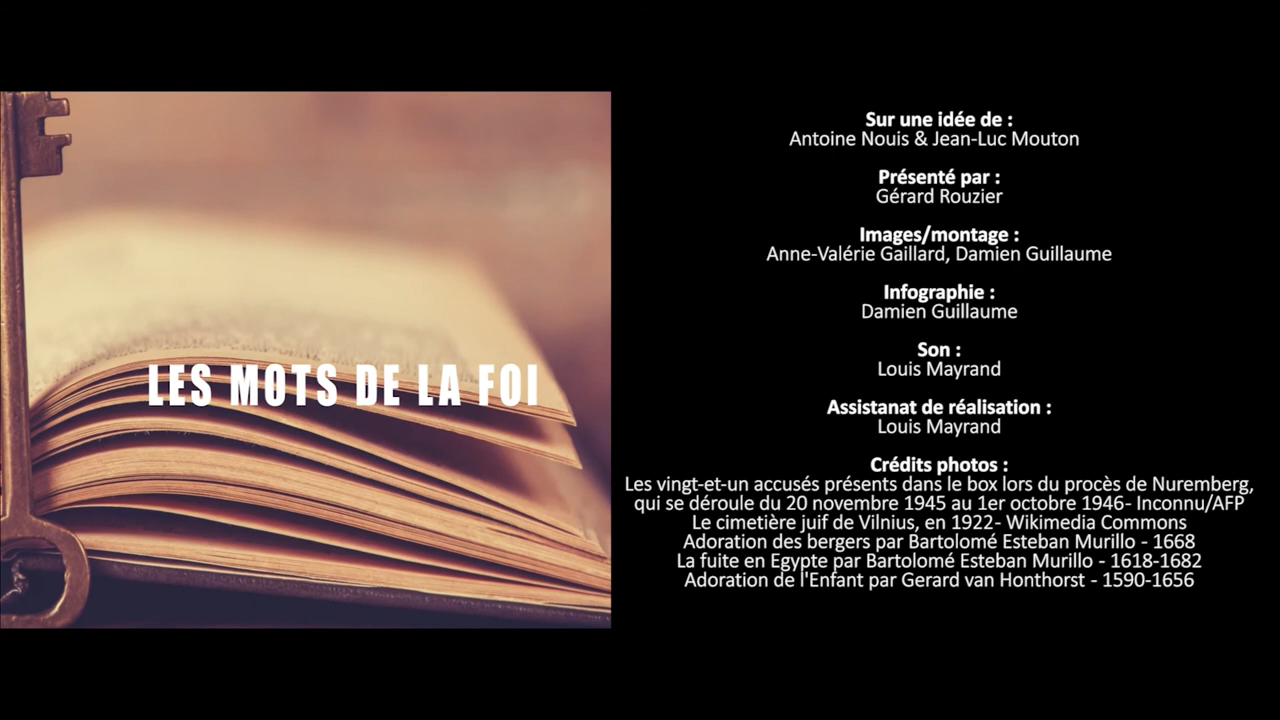 LES MOTS DE LA FOI
Sur une idée de :
Antoine Nouis & Jean-Luc Mouton
Présenté par :
Gérard Rouzier
Images/montage :
Anne-Valérie Gaillard, Damien Guillaume
Infographie :
Damien Guillaume
Son :
Louis Mayrand
Assistanat de réalisation :
Louis Mayrand
Crédits photos :
Les vingt-et-un accusés présents dans le box lors du procès de Nuremberg,
qui se déroule du 20 novembre 1945 au 1er octobre 1946- Inconnu/AFP
Le cimetière juif de Vilnius, en 1922- Wikimedia Commons
Adoration des bergers par Bartolomé Esteban Murillo - 1668
La fuite en Egypte par Bartolomé Esteban Murillo - 1618-1682
Adoration de l'Enfant par Gerard van Honthorst - 1590-1656